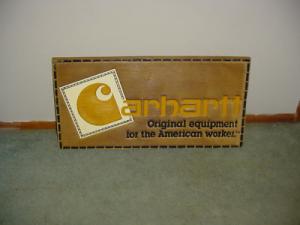 Carhartt
Original equipment
for the American worker.